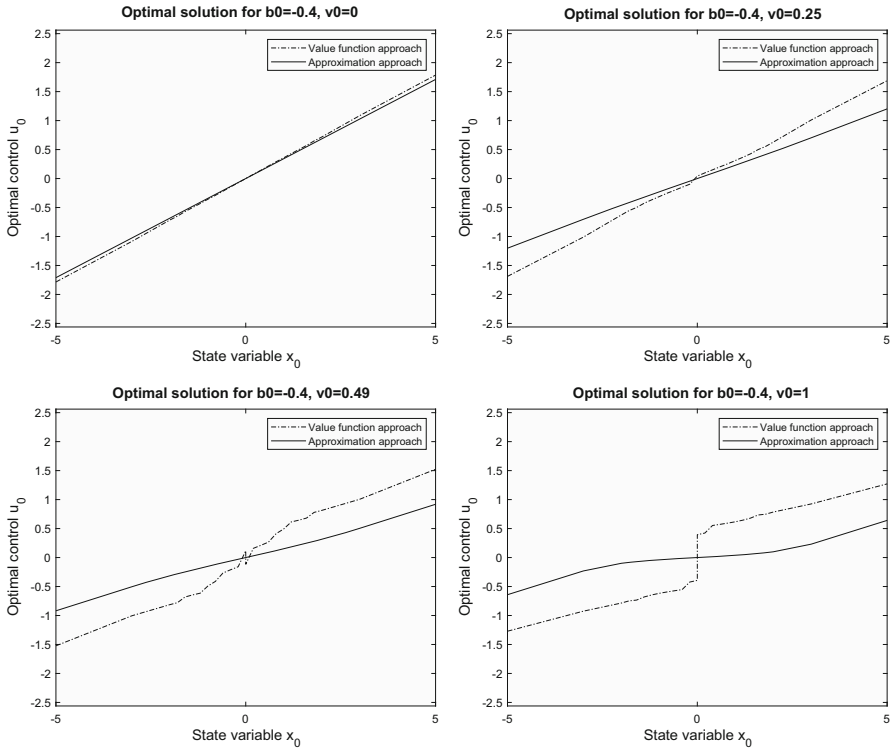 Optimal solution for b0=-0.4, v0=0
2.5
2
1.5
1
0.5
0
-0.5
-1
-1.5
-2
-2.5
-5
0
5
Optimal control u0
State variable x0
Value function approach
Approximation approach
Optimal solution for b0=-0.4, v0=0.25
2.5
2
1.5
1
0.5
0
-0.5
-1
-1.5
-2
-2.5
-5
0
5
Optimal control u0
State variable x0
Value function approach
Approximation approach
Optimal solution for b0=-0.4, v0=0.49
2.5
2
1.5
1
0.5
0
-0.5
-1
-1.5
-2
-2.5
-5
0
5
Optimal control u0
State variable x0
Value function approach
Approximation approach
Optimal solution for b0=-0.4, v0=1
2.5
2
1.5
1
0.5
0
-0.5
-1
-1.5
-2
-2.5
-5
0
5
Optimal control u0
State variable x0
Value function approach
Approximation approach